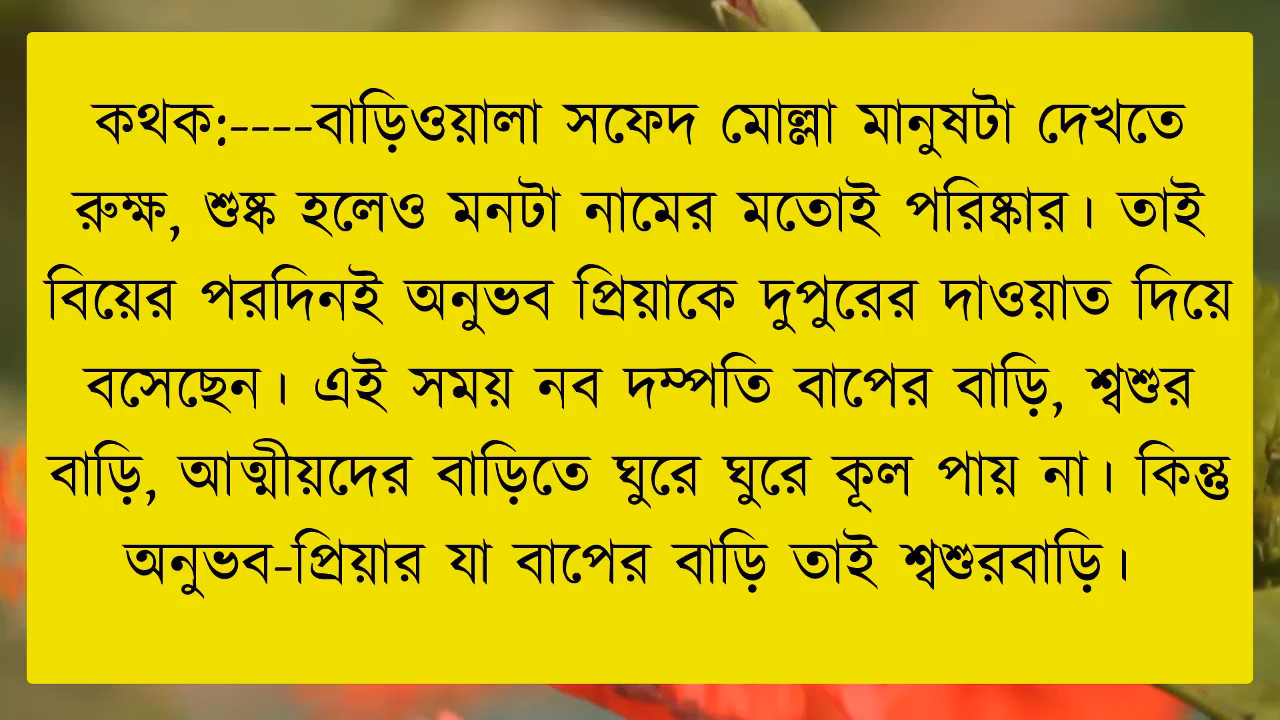 কথক:----বাড়িওয়ালা সফেদ মোল্লা মানুষটা দেখতে
রুক্ষ, শুষ্ক হলেও মনটা নামের মতোই পরিষ্কার। তাই
বিয়ের পরদিনই অনুভব প্রিয়াকে দুপুরের দাওয়াত দিয়ে
বসেছেন। এই সময় নব দম্পতি বাপের বাড়ি, শ্বশুর
বাড়ি, আত্মীয়দের বাড়িতে ঘুরে ঘুরে কূল পায় না। কিন্তু
অনুভব-প্রিয়ার যা বাপের বাড়ি তাই শ্বশুরবাড়ি।